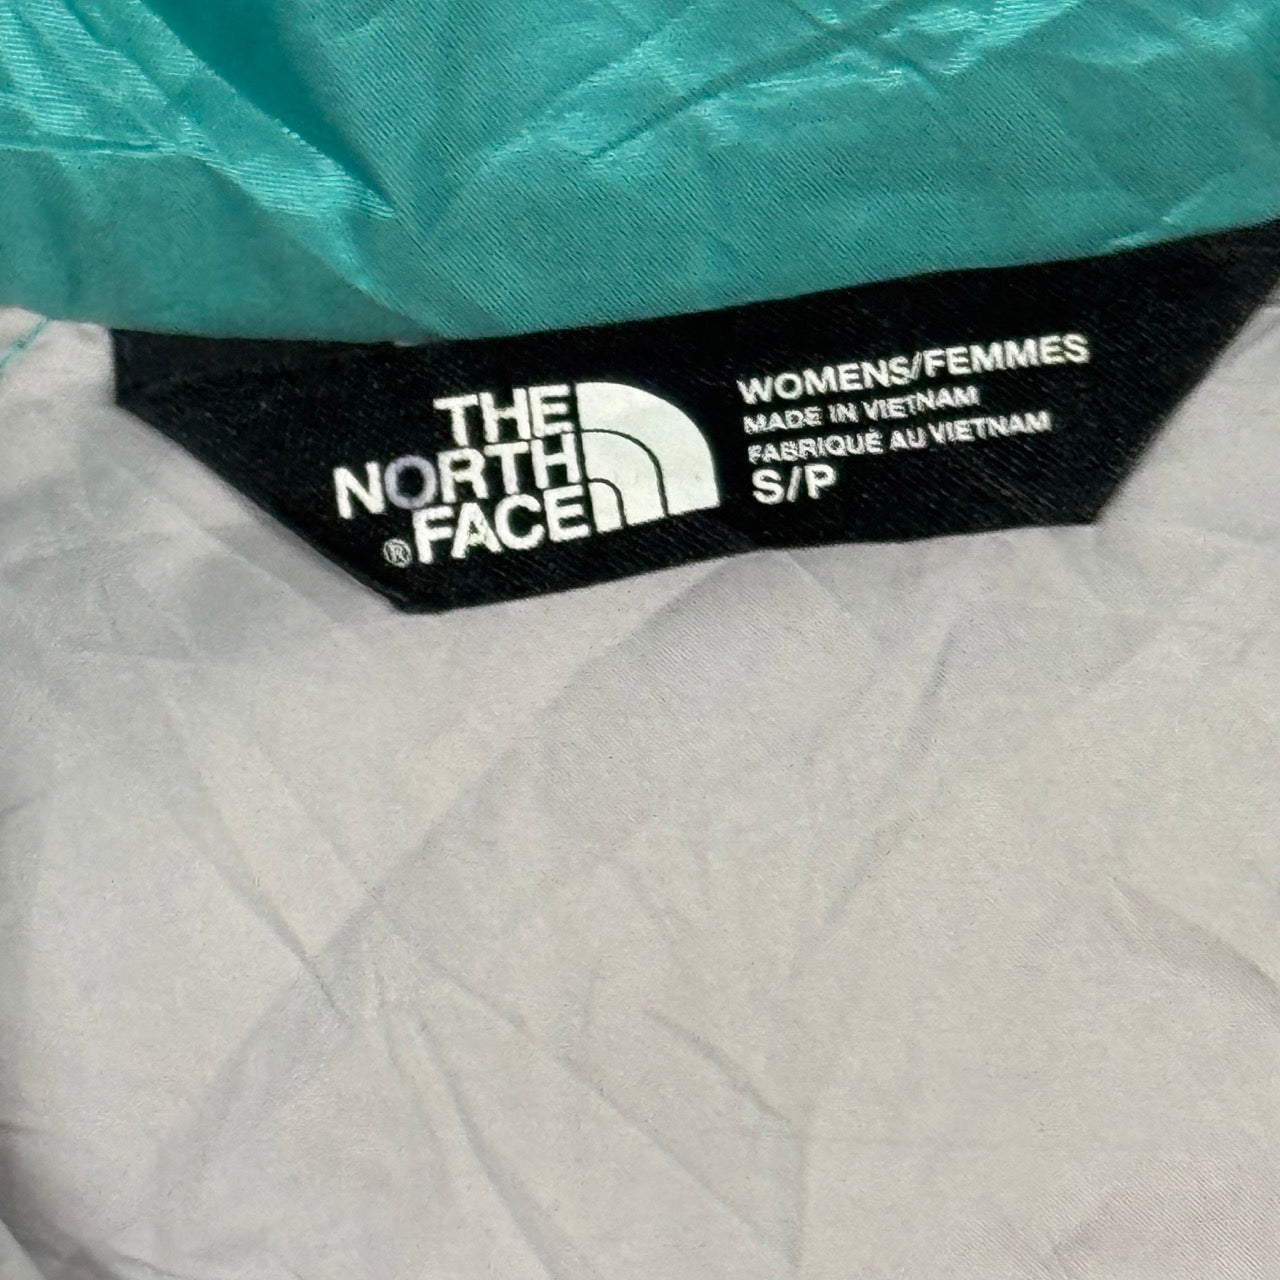 THE
NORTH
FACE
®
WOMENS/FEMMES
MADE IN VIETNAM
FABRIQUÉ AU VIETNAM
S/P